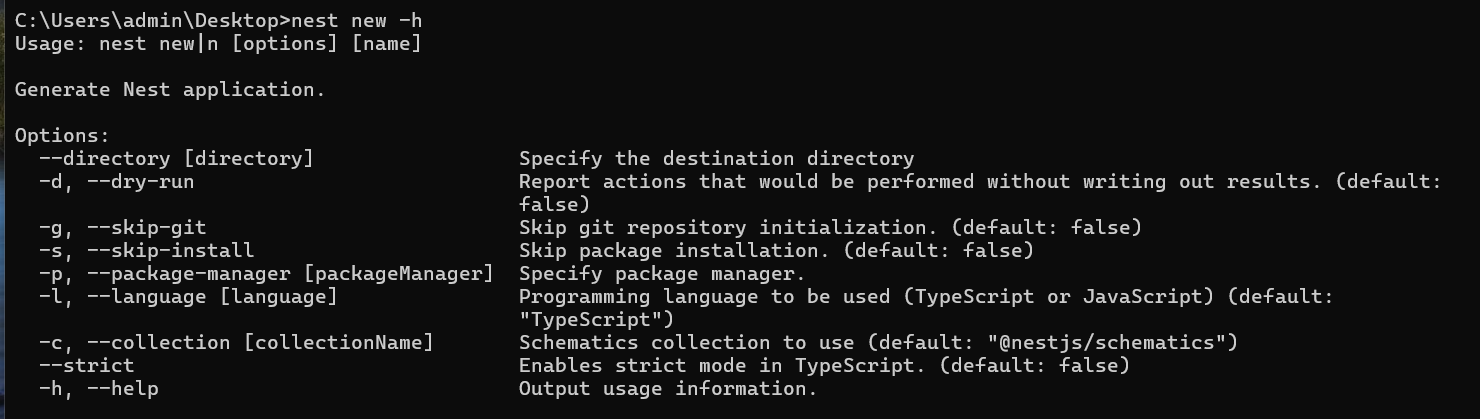 C:\Users\admin\Desktop>nest new -h
Usage: nest new|n [options] [name]
Generate Nest application.
Options:
--directory [directory] Specify the destination directory
-d, --dry-run Report actions that would be performed without writing out results. (default:
false)
-g, --skip-git Skip git repository initialization. (default: false)
-s, --skip-install Skip package installation. (default: false)
-p, --package-manager [packageManager] Specify package manager.
-l, --language [language] Programming language to be used (TypeScript or JavaScript) (default:
"TypeScript")
-c, --collection [collectionName] Schematics collection to use (default: "@nestjs/schematics")
--strict Enables strict mode in TypeScript. (default: false)
-h, --help Output usage information.